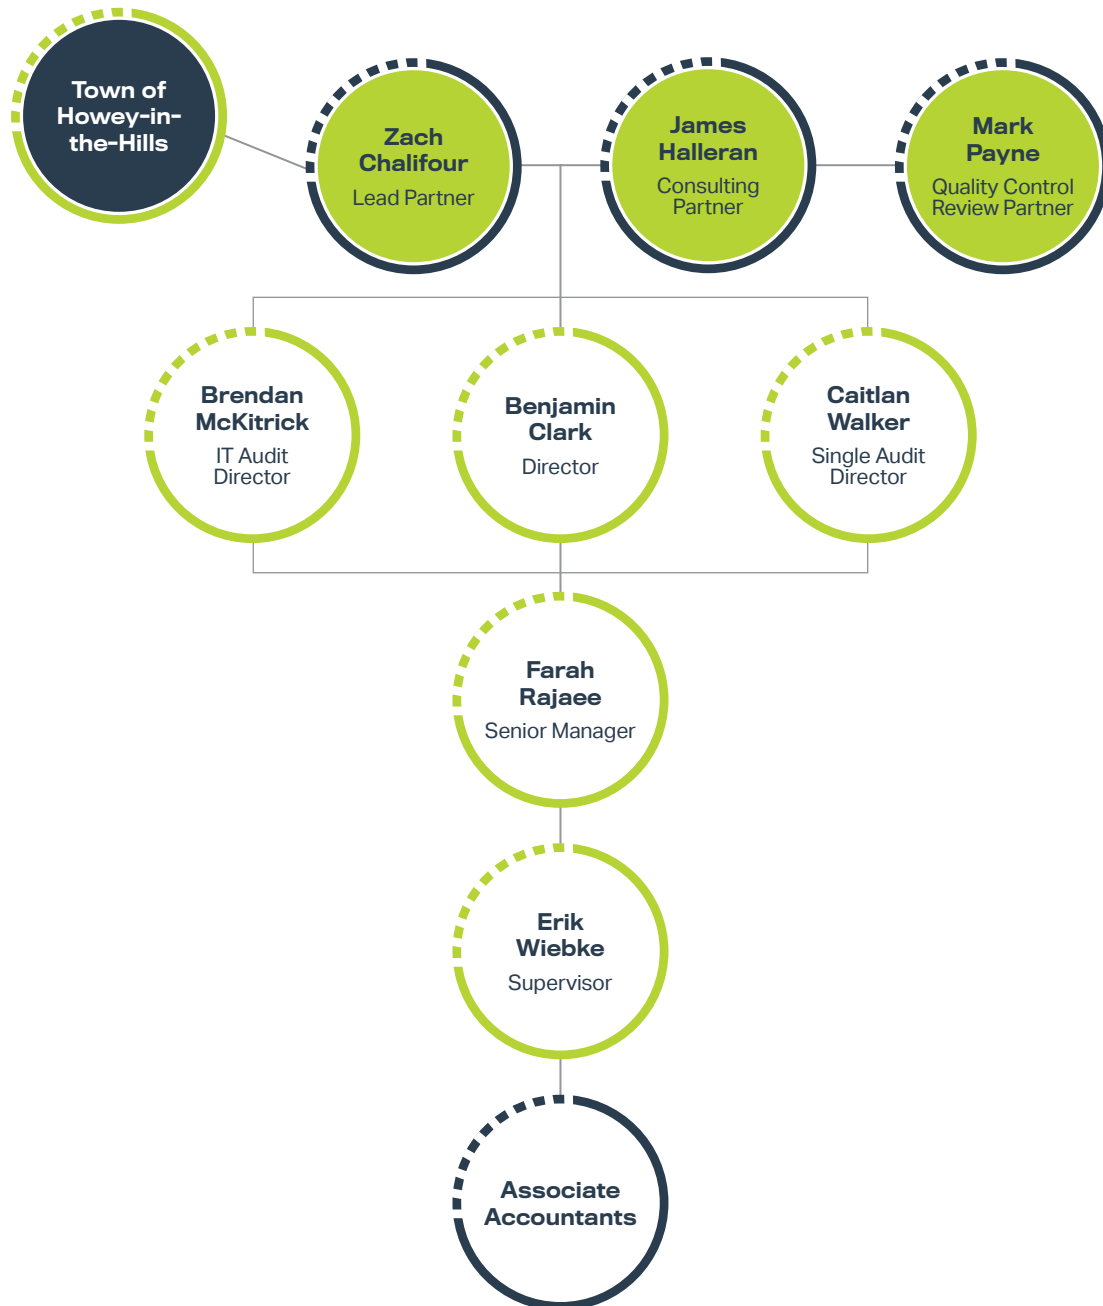 Town of
Howey-in-
the-Hills
Zach
Chalifour
Lead Partner
James
Halleran
Consulting
Partner
Mark
Payne
Quality Control
Review Partner
Brendan
McKitrick
IT Audit
Director
Benjamin
Clark
Director
Caitlan
Walker
Single Audit
Director
Farah
Rajaee
Senior Manager
Erik
Wiebke
Supervisor
Associate
Accountants